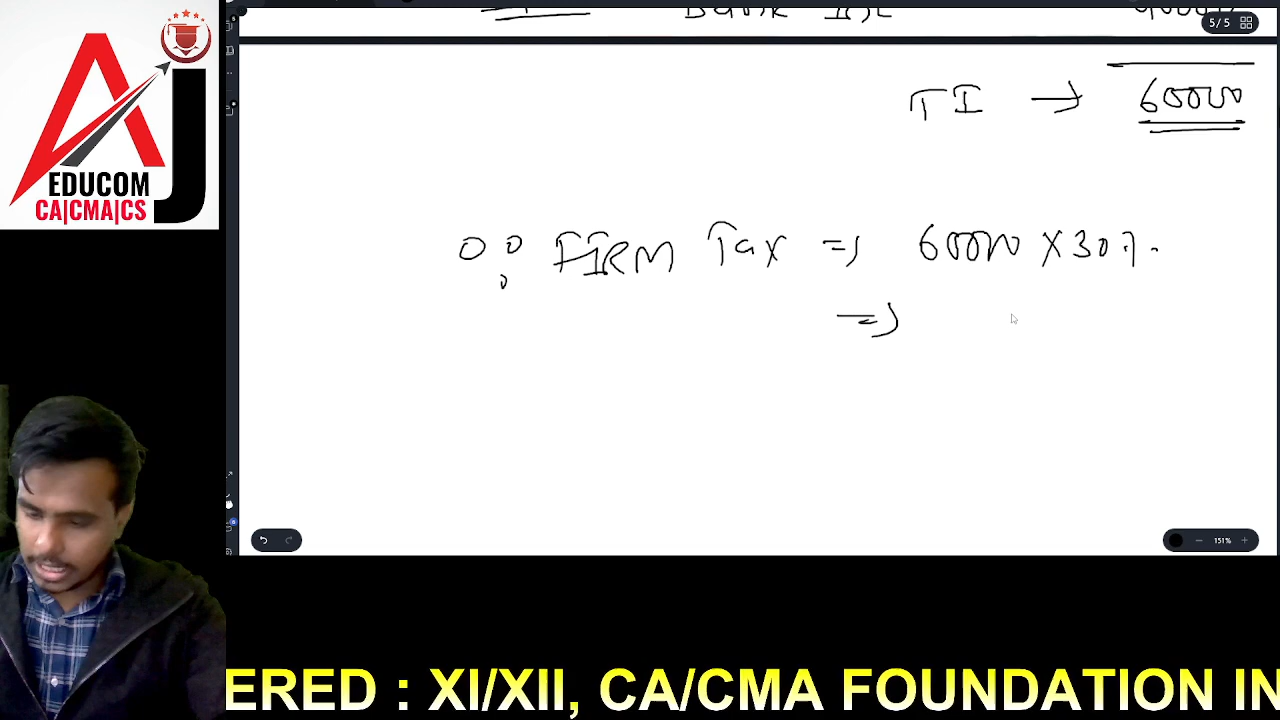 5/5
TI → 60000
∴ FIRM Tax ⇒ 60000 X 30%.
⇒
AJ
EDUCOM
CA|CMA|CS
151%
ERED : XI/XII, CA/CMA FOUNDATION IN